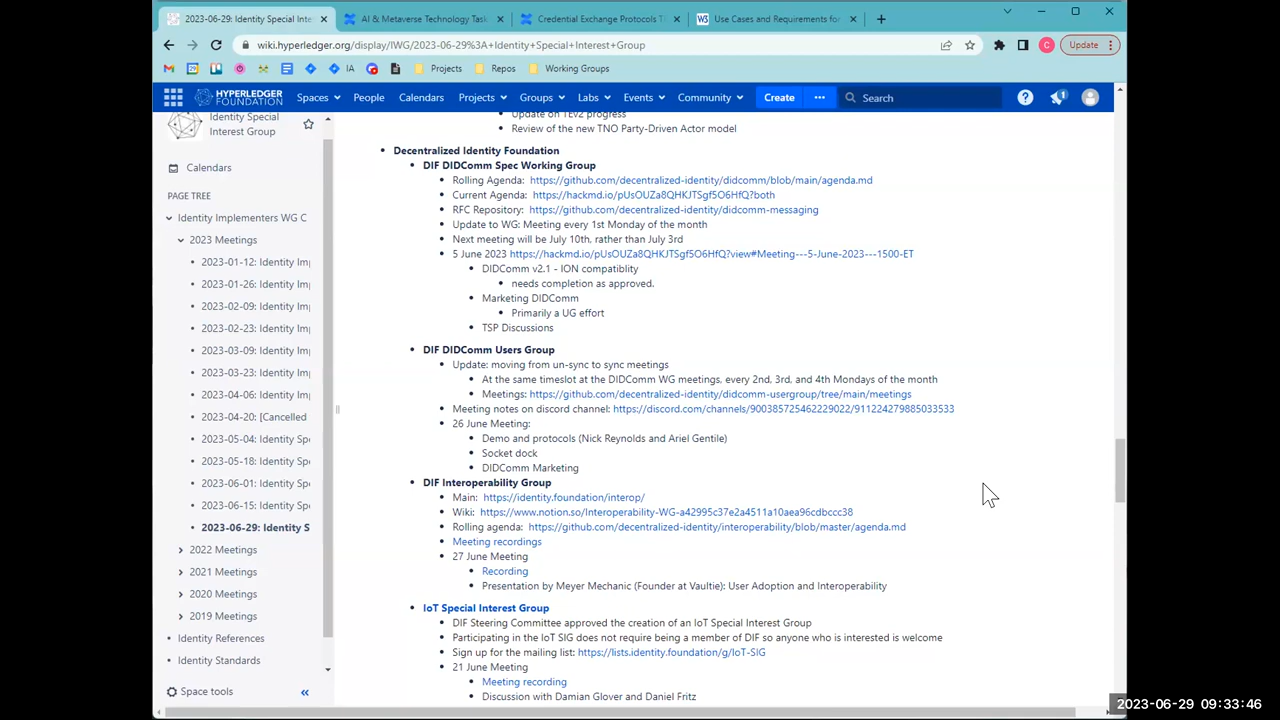 2023-06-29: Identity Special Inte
AI & Metaverse Technology Task
Credential Exchange Protocols T
Use Cases and Requirements for
wiki.hyperledger.org/display/IWG/2023-06-29%3A+Identity+Special+Interest+Group
Update
IA
Projects
Repos
Working Groups
HYPERLEDGER
FOUNDATION
Spaces
People
Calendars
Projects
Groups
Labs
Events
Community
Create
Search
Identity Special
Interest Group
Calendars
PAGE TREE
Identity Implementers WG C
2023 Meetings
2023-01-12: Identity Im
2023-01-26: Identity Im
2023-02-09: Identity Im
2023-02-23: Identity Im
2023-03-09: Identity Im
2023-03-23: Identity Im
2023-04-06: Identity Im
2023-04-20: [Cancelled
2023-05-04: Identity Spe
2023-05-18: Identity Spe
2023-06-01: Identity Spe
2023-06-15: Identity Spe
2023-06-29: Identity S
2022 Meetings
2021 Meetings
2020 Meetings
2019 Meetings
Identity References
Identity Standards
Space tools
Update on TEv2 progress
Review of the new TNO Party-Driven Actor model
Decentralized Identity Foundation
DIF DIDComm Spec Working Group
Rolling Agenda: https://github.com/decentralized-identity/didcomm/blob/main/agenda.md
Current Agenda: https://hackmd.io/pUsOUZa8QHKJTSgf5O6HfQ?both
RFC Repository: https://github.com/decentralized-identity/didcomm-messaging
Update to WG: Meeting every 1st Monday of the month
Next meeting will be July 10th, rather than July 3rd
5 June 2023 https://hackmd.io/pUsOUZa8QHKJTSgf5O6HfQ?view#Meeting---5-June-2023---1500-ET
DIDComm v2.1 - ION compatiblity
needs completion as approved.
Marketing DIDComm
Primarily a UG effort
TSP Discussions
DIF DIDComm Users Group
Update: moving from un-sync to sync meetings
At the same timeslot at the DIDComm WG meetings, every 2nd, 3rd, and 4th Mondays of the month
Meetings: https://github.com/decentralized-identity/didcomm-usergroup/tree/main/meetings
Meeting notes on discord channel: https://discord.com/channels/900385725462229022/911224279885033533
26 June Meeting:
Demo and protocols (Nick Reynolds and Ariel Gentile)
Socket dock
DIDComm Marketing
DIF Interoperability Group
Main: https://identity.foundation/interop/
Wiki: https://www.notion.so/Interoperability-WG-a42995c37e2a4511a10aea96cdbccc38
Rolling agenda: https://github.com/decentralized-identity/interoperability/blob/master/agenda.md
Meeting recordings
27 June Meeting
Recording
Presentation by Meyer Mechanic (Founder at Vaultie): User Adoption and Interoperability
IoT Special Interest Group
DIF Steering Committee approved the creation of an IoT Special Interest Group
Participating in the IoT SIG does not require being a member of DIF so anyone who is interested is welcome
Sign up for the mailing list: https://lists.identity.foundation/g/IoT-SIG
21 June Meeting
Meeting recording
Discussion with Damian Glover and Daniel Fritz
2023-06-29 09:33:46